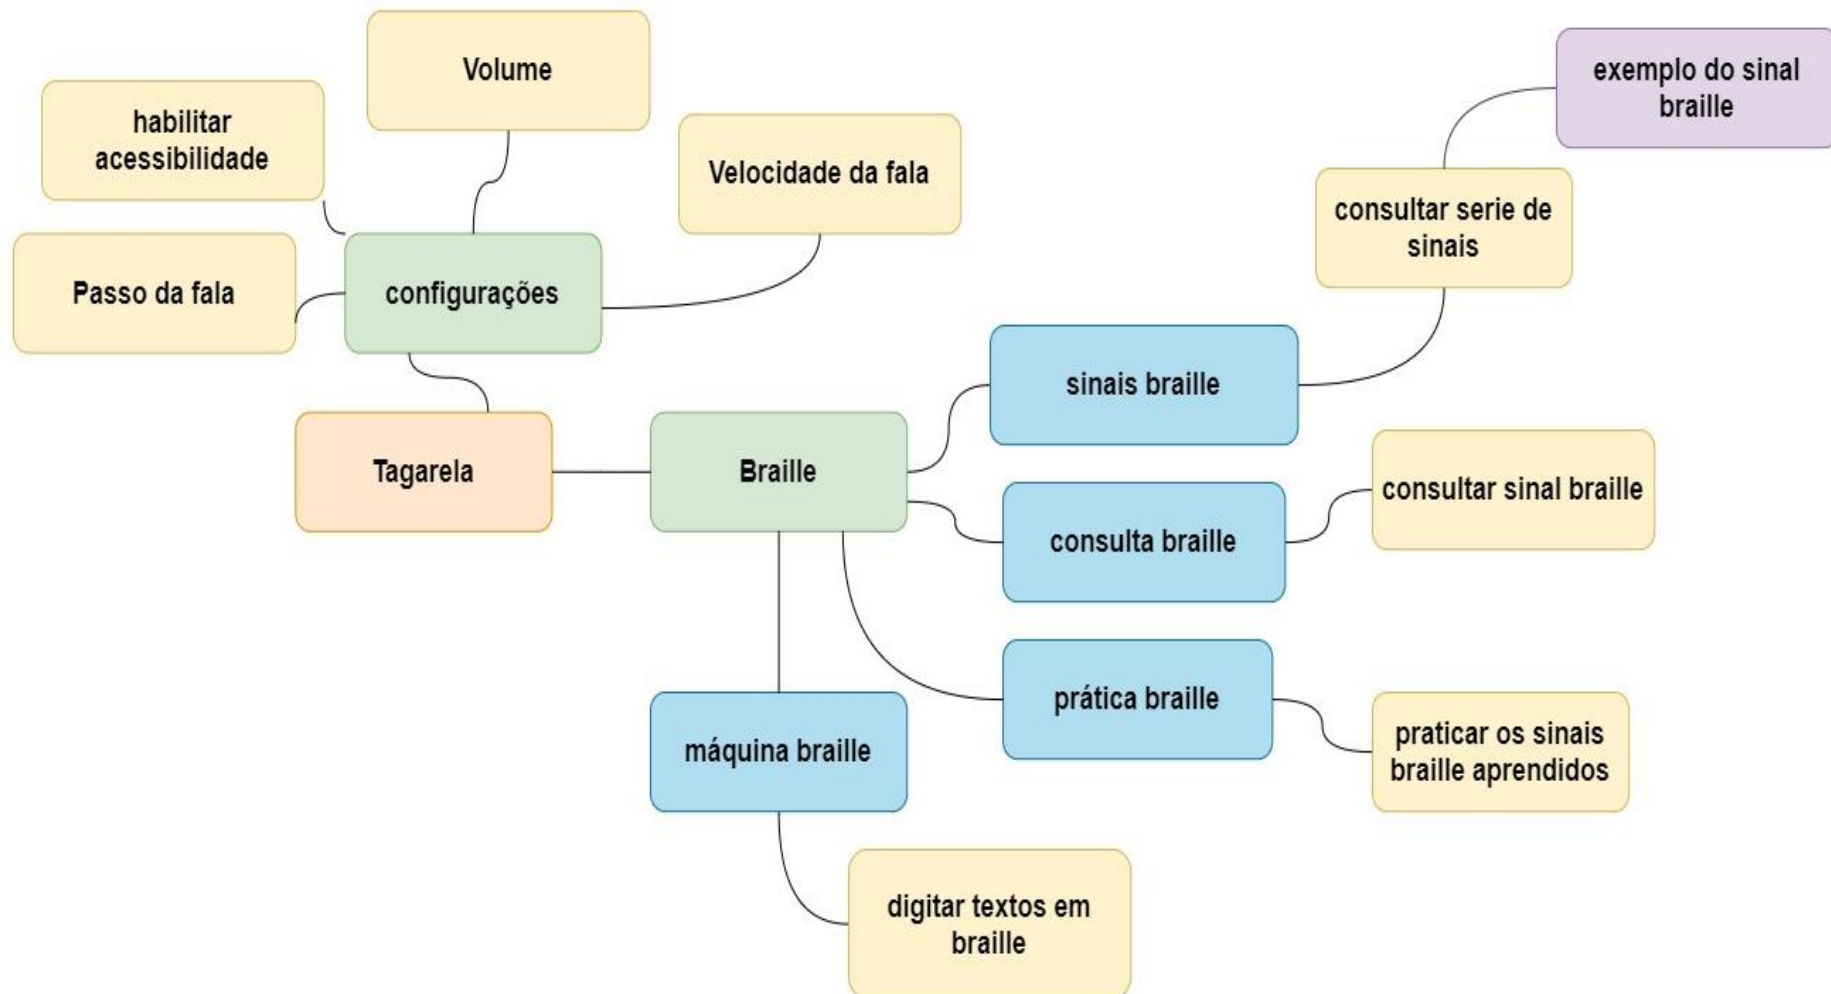 Volume
exemplo do sinal
braille
habilitar
acessibilidade
Velocidade da fala
consultar serie de
sinais
Passo da fala
configurações
sinais braille
Tagarela
Braille
consultar sinal braille
consulta braille
prática braille
máquina braille
praticar os sinais
braille aprendidos
digitar textos em
braille